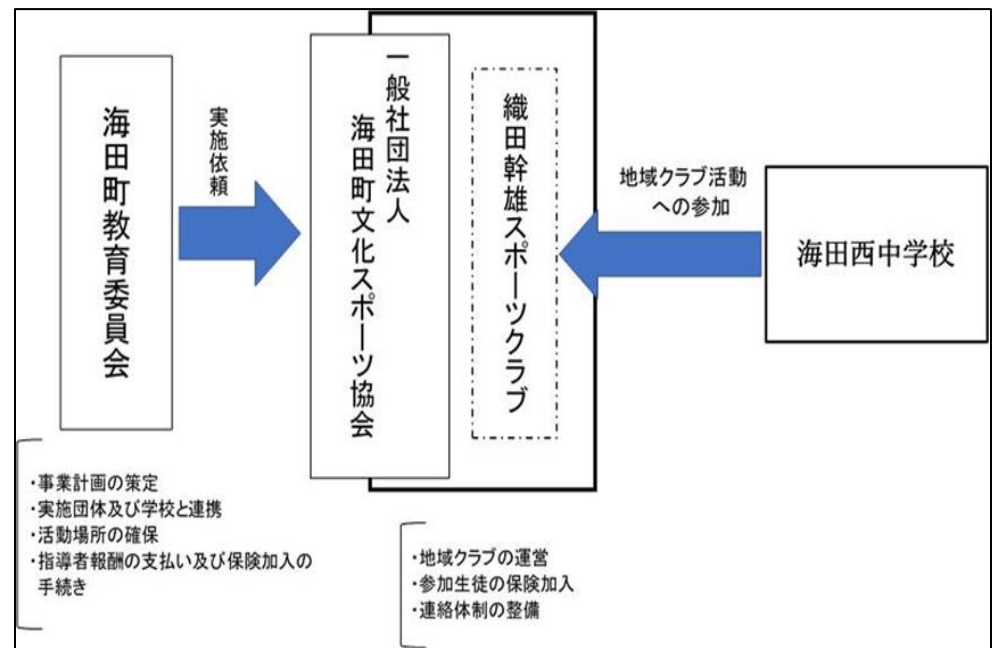 海田町教育委員会
実施依頼
一般社団法人
海田町文化スポーツ協会
織田幹雄スポーツクラブ
地域クラブ活動
への参加
海田西中学校
・事業計画の策定
・実施団体及び学校と連携
・活動場所の確保
・指導者報酬の支払い及び保険加入の
手続き
・地域クラブの運営
・参加生徒の保険加入
・連絡体制の整備